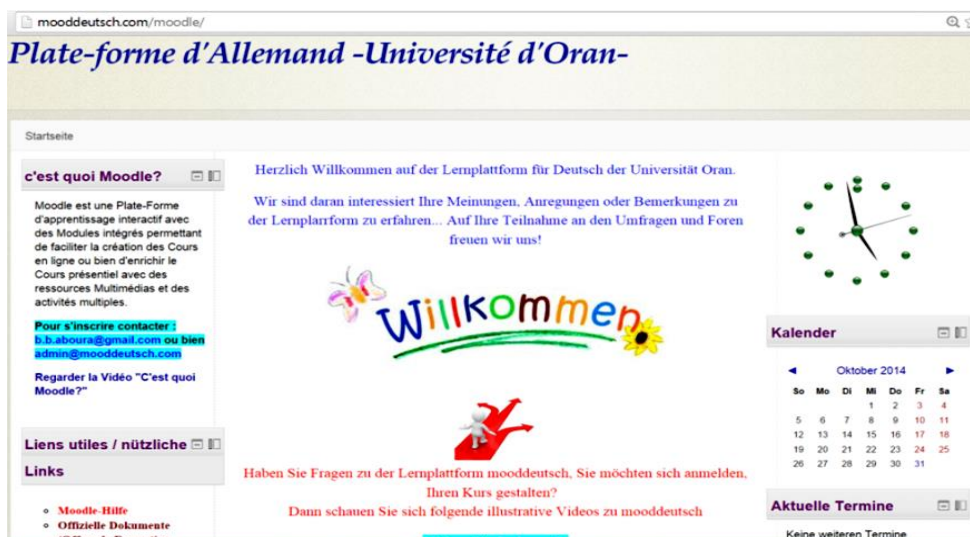 mooddeutsch.com/moodle/
Plate-forme d'Allemand -Université d'Oran-
Startseite
c'est quoi Moodle?
Moodle est une Plate-Forme
d'apprentissage interactif avec
des Modules intégrés permettant
de faciliter la création des Cours
en ligne ou bien d'enrichir le
Cours présentiel avec des
ressources Multimédias et des
activités multiples.
Pour s'inscrire contacter :
b.b.aboura@gmail.com ou bien
admin@mooddeutsch.com
Regarder la Vidéo "C'est quoi
Moodle?"
Liens utiles / nützliche
Links
Moodle-Hilfe
Offizielle Dokumente
Herzlich Willkommen auf der Lernplattform für Deutsch der Universität Oran.
Wir sind daran interessiert Ihre Meinungen, Anregungen oder Bemerkungen zu
der Lernplarrform zu erfahren... Auf Ihre Teilnahme an den Umfragen und Foren
freuen wir uns!
Willkommen
Haben Sie Fragen zu der Lernplattform mooddeutsch, Sie möchten sich anmelden,
Ihren Kurs gestalten?
Dann schauen Sie sich folgende illustrative Videos zu mooddeutsch
Kalender
Oktober 2014
So Mo Di Mi Do Fr Sa
1 2 3 4
5 6 7 8 9 10 11
12 13 14 15 16 17 18
19 20 21 22 23 24 25
26 27 28 29 30 31
Aktuelle Termine
Keine weiteren Termine